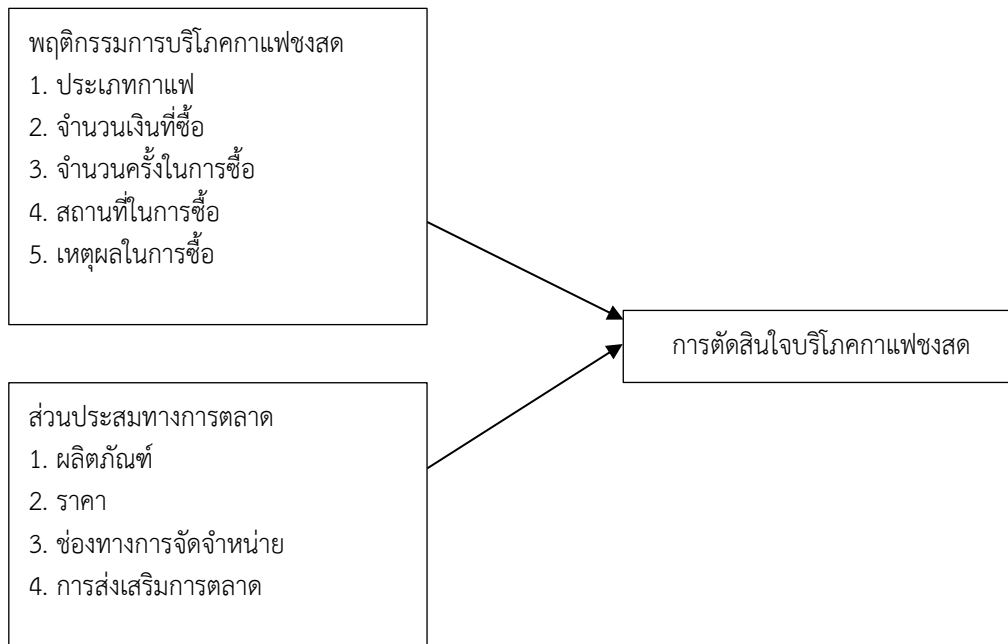 พฤติกรรมการบริโภคกาแฟชงสด
1. ประเภทกาแฟ
2. จำนวนเงินที่ซื้อ
3. จำนวนครั้งในการซื้อ
4. สถานที่ในการซื้อ
5. เหตุผลในการซื้อ
การตัดสินใจบริโภคกาแฟชงสด
ส่วนประสมทางการตลาด
1. ผลิตภัณฑ์
2. ราคา
3. ช่องทางการจัดจำหน่าย
4. การส่งเสริมการตลาด